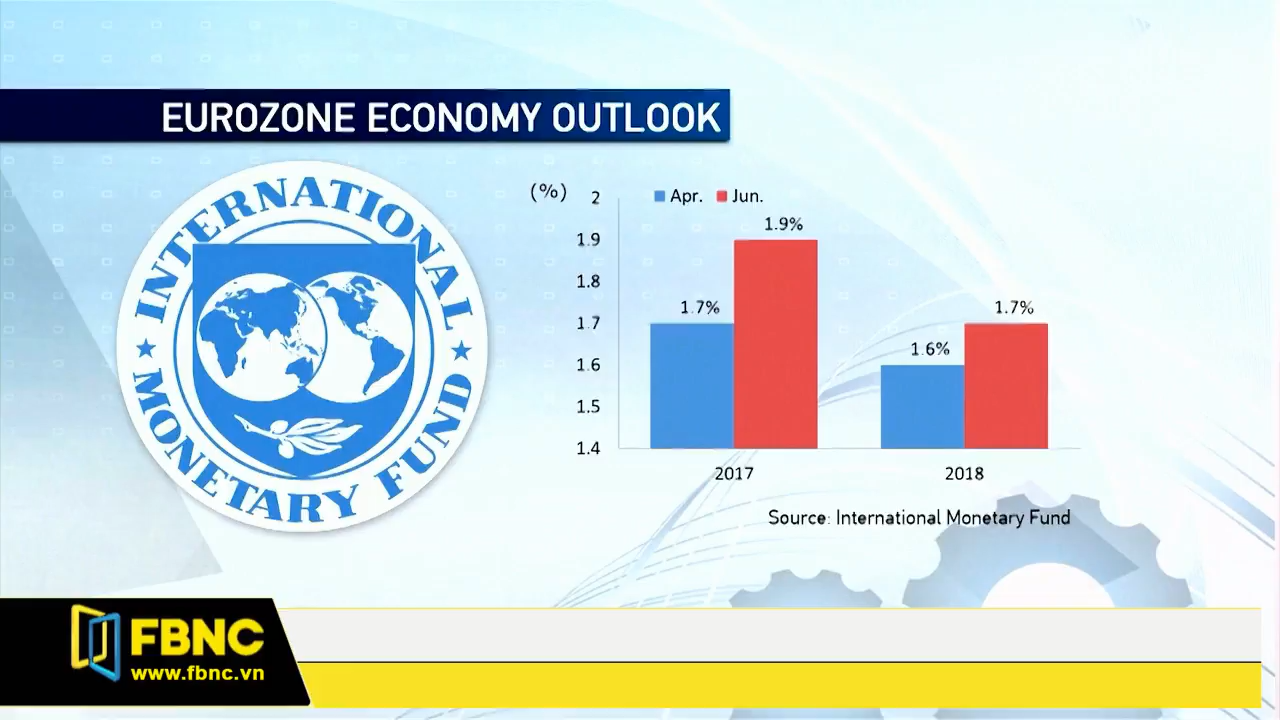 EUROZONE ECONOMY OUTLOOK
INTERNATIONAL
MONETARY FUND
(%)
Apr. Jun.
2
1.9
1.8
1.7
1.6
1.5
1.4
1.7%
1.9%
1.6%
1.7%
2017 2018
Source: International Monetary Fund
FBNC
www.fbnc.vn